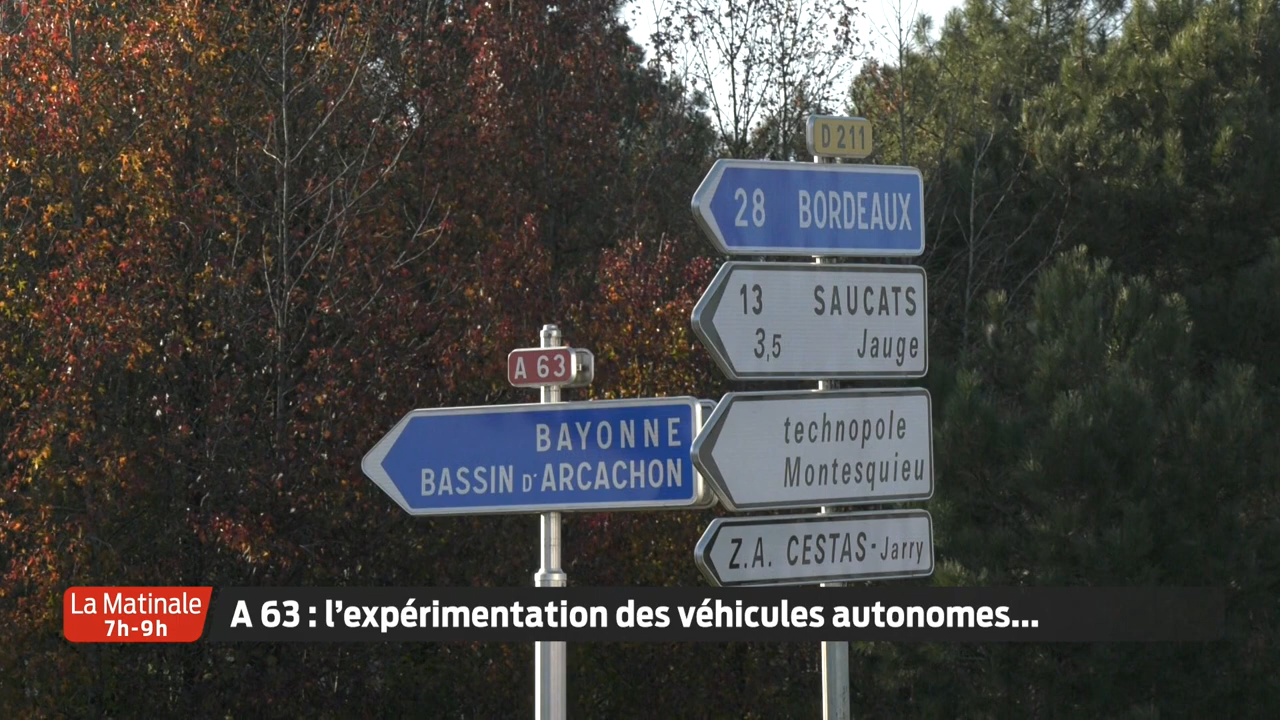 D 211
28 BORDEAUX
13 SAUCATS
3,5 Jauge
A 63
BAYONNE
BASSIN D'ARCACHON
technopole
Montesquieu
Z.A. CESTAS-Jarry
La Matinale
7h-9h
A 63 : l’expérimentation des véhicules autonomes...